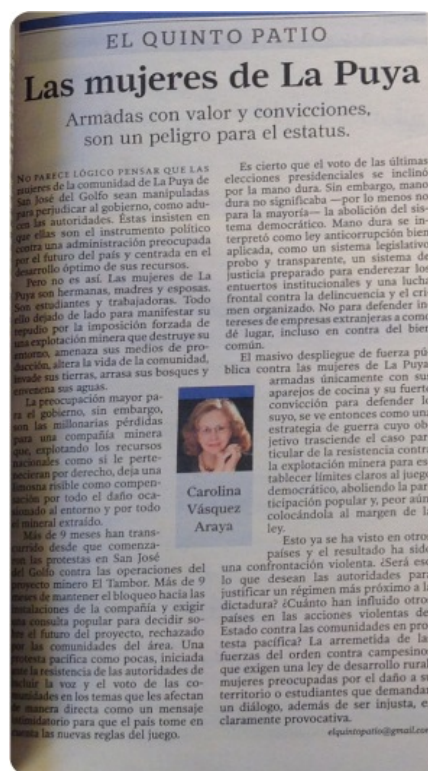 EL QUINTO PATIO
Las mujeres de La Puya
Armadas con valor y convicciones,
son un peligro para el estatus.
NO PARECE LÓGICO PENSAR QUE LAS
mujeres de la comunidad de La Puya de
San José del Golfo sean manipuladas
para perjudicar al gobierno, como adu-
cen las autoridades. Éstas insisten en
que ellas son el instrumento político
contra una administración preocupada
por el futuro del país y centrada en el
desarrollo óptimo de sus recursos.
Pero no es así. Las mujeres de La
Puya son hermanas, madres y esposas.
Son estudiantes y trabajadoras. Todo
ello dejado de lado para manifestar su
repudio por la imposición forzada de
una explotación minera que destruye su
entorno, amenaza sus medios de pro-
ducción, altera la vida de la comunidad,
invade sus tierras, arrasa sus bosques y
envenena sus aguas.
La preocupación mayor pa-
ra el gobierno, sin embargo,
son las millonarias pérdidas
para una compañía minera
que, explotando los recursos
nacionales como si le perte-
necieran por derecho, deja una
limosna risible como compen-
sación por todo el daño oca-
sionado al entorno y por todo
el mineral extraído.
Más de 9 meses han trans-
currido desde que comenza-
ron las protestas en San José
del Golfo contra las operaciones del
proyecto minero El Tambor. Más de 9
meses de mantener el bloqueo hacia las
instalaciones de la compañía y exigir
una consulta popular para decidir so-
bre el futuro del proyecto, rechazado
por las comunidades del área. Una
protesta pacífica como pocas, iniciada
ante la resistencia de las autoridades de
incluir la voz y el voto de las co-
munidades en los temas que les afectan
de manera directa como un mensaje
intimidatorio para que el país tome en
cuenta las nuevas reglas del juego.
Carolina
Vásquez
Araya
Es cierto que el voto de las últimas
elecciones presidenciales se inclinó
por la mano dura. Sin embargo, mano
dura no significaba —por lo menos no
para la mayoría— la abolición del sis-
tema democrático. Mano dura se in-
terpretó como ley anticorrupción bien
aplicada, como un sistema legislativo
probo y transparente, un sistema de
justicia preparado para enderezar los
entuertos institucionales y una lucha
frontal contra la delincuencia y el cri-
men organizado. No para defender in-
tereses de empresas extranjeras a como
dé lugar, incluso en contra del bien
común.
El masivo despliegue de fuerza pú-
blica contra las mujeres de La Puya,
armadas únicamente con sus
aparejos de cocina y su fuerte
convicción para defender lo
suyo, se ve entonces como una
estrategia de guerra cuyo ob-
jetivo trasciende el caso par-
ticular de la resistencia contra
la explotación minera para es-
tablecer límites claros al juego
democrático, aboliendo la par-
ticipación popular y, peor aún,
colocándola al margen de la
ley.
Esto ya se ha visto en otros
países y el resultado ha sido
una confrontación violenta. ¿Será eso
lo que desean las autoridades para
justificar un régimen más próximo a la
dictadura? ¿Cuánto han influido otros
países en las acciones violentas del
Estado contra las comunidades en pro-
testa pacífica? La arremetida de las
fuerzas del orden contra campesinos
que exigen una ley de desarrollo rural,
mujeres preocupadas por el daño a su
territorio o estudiantes que demandan
un diálogo, además de ser injusta, es
claramente provocativa.
elquintopatio@gmail.com